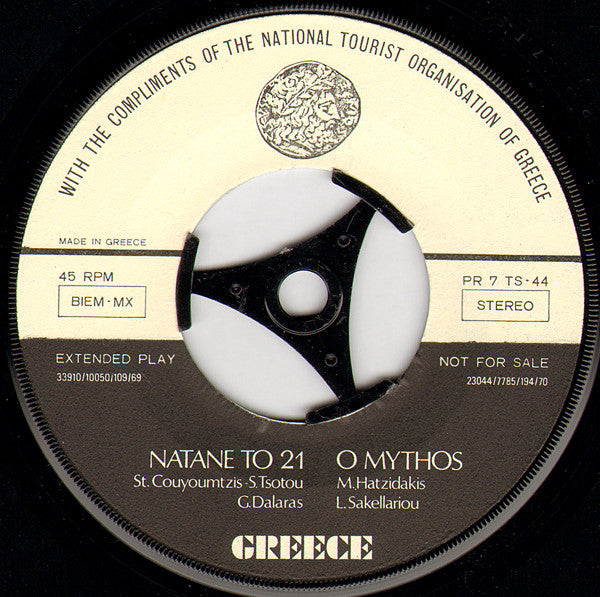 WITH THE COMPLIMENTS OF THE NATIONAL TOURIST ORGANISATION OF GREECE
MADE IN GREECE
45 RPM
BIEM-MX
PR 7 TS-44
STEREO
EXTENDED PLAY
33910/10050/109/69
NOT FOR SALE
23044/7785/194/70
NATANE TO 21
St. Couyoumtzis-S.Tsotou
G.Dalaras
O MYTHOS
M.Hatzidakis
L.Sakellariou
GREECE